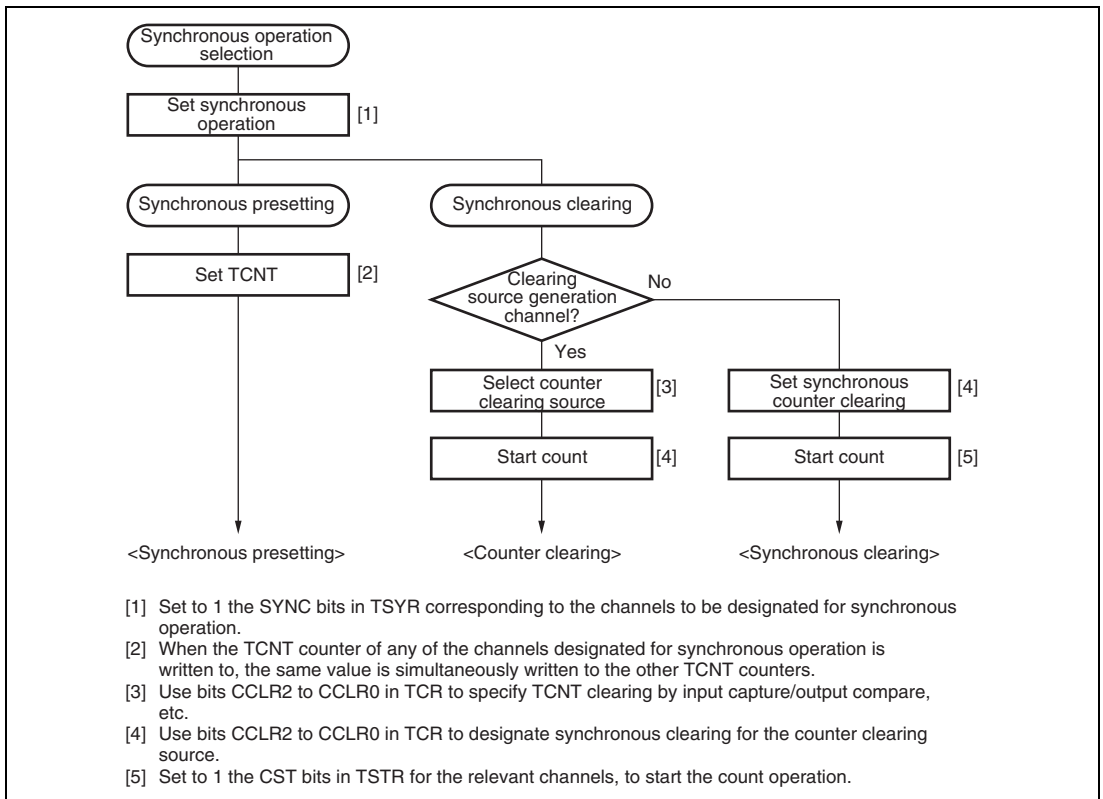 Synchronous operation
selection
Set synchronous
operation
[1]
Synchronous presetting
Synchronous clearing
Set TCNT
[2]
Clearing
source generation
channel?
No
Yes
Select counter
clearing source
[3]
Set synchronous
counter clearing
[4]
Start count
[4]
Start count
[5]
<Synchronous presetting>
<Counter clearing>
<Synchronous clearing>
[1] Set to 1 the SYNC bits in TSYR corresponding to the channels to be designated for synchronous
operation.
[2] When the TCNT counter of any of the channels designated for synchronous operation is
written to, the same value is simultaneously written to the other TCNT counters.
[3] Use bits CCLR2 to CCLR0 in TCR to specify TCNT clearing by input capture/output compare,
etc.
[4] Use bits CCLR2 to CCLR0 in TCR to designate synchronous clearing for the counter clearing
source.
[5] Set to 1 the CST bits in TSTR for the relevant channels, to start the count operation.